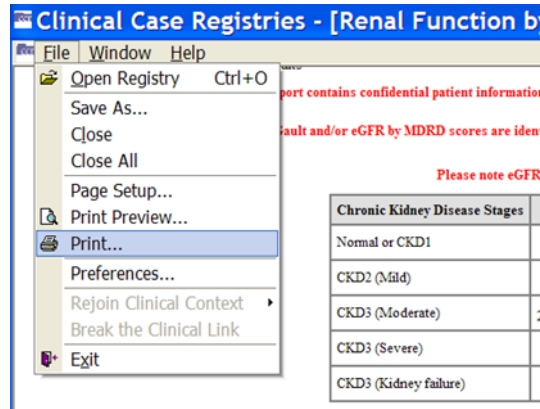 Clinical Case Registries - [Renal Function b
File Window Help
Open Registry Ctrl+O
Save As...
Close
Close All
Page Setup...
Print Preview...
Print...
Preferences...
Rejoin Clinical Context
Break the Clinical Link
Exit
port contains confidential patient informatio
Gault and/or eGFR by MDRD scores are iden
Please note eGFR
Chronic Kidney Disease Stages
Normal or CKD1
CKD2 (Mild)
CKD3 (Moderate)
CKD3 (Severe)
CKD3 (Kidney failure)